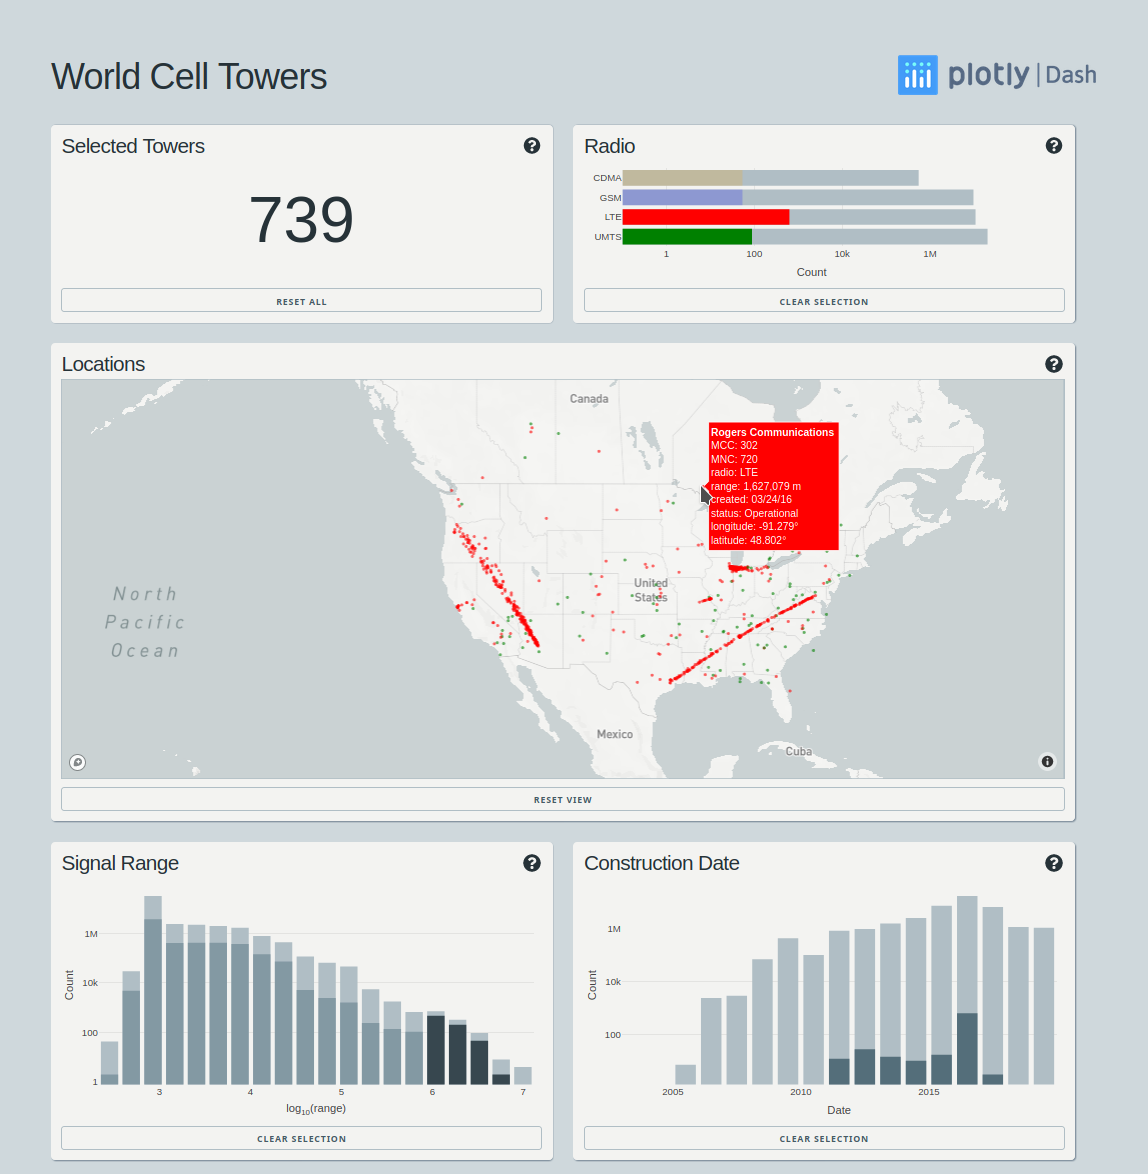 World Cell Towers
plotly | Dash
Selected Towers
739
RESET ALL
Radio
CDMA
GSM
LTE
UMTS
1 100 10k 1M
Count
CLEAR SELECTION
Locations
Canada
Rogers Communications
MCC: 302
MNC: 720
radio: LTE
range: 1,627,079 m
created: 03/24/16
status: Operational
longitude: -91.279°
latitude: 48.802°
United
States
North
Pacific
Ocean
Mexico
Cuba
RESET VIEW
Signal Range
1M
10k
100
1
Count
3 4 5 6 7
log10(range)
CLEAR SELECTION
Construction Date
1M
10k
100
Count
2005 2010 2015
Date
CLEAR SELECTION